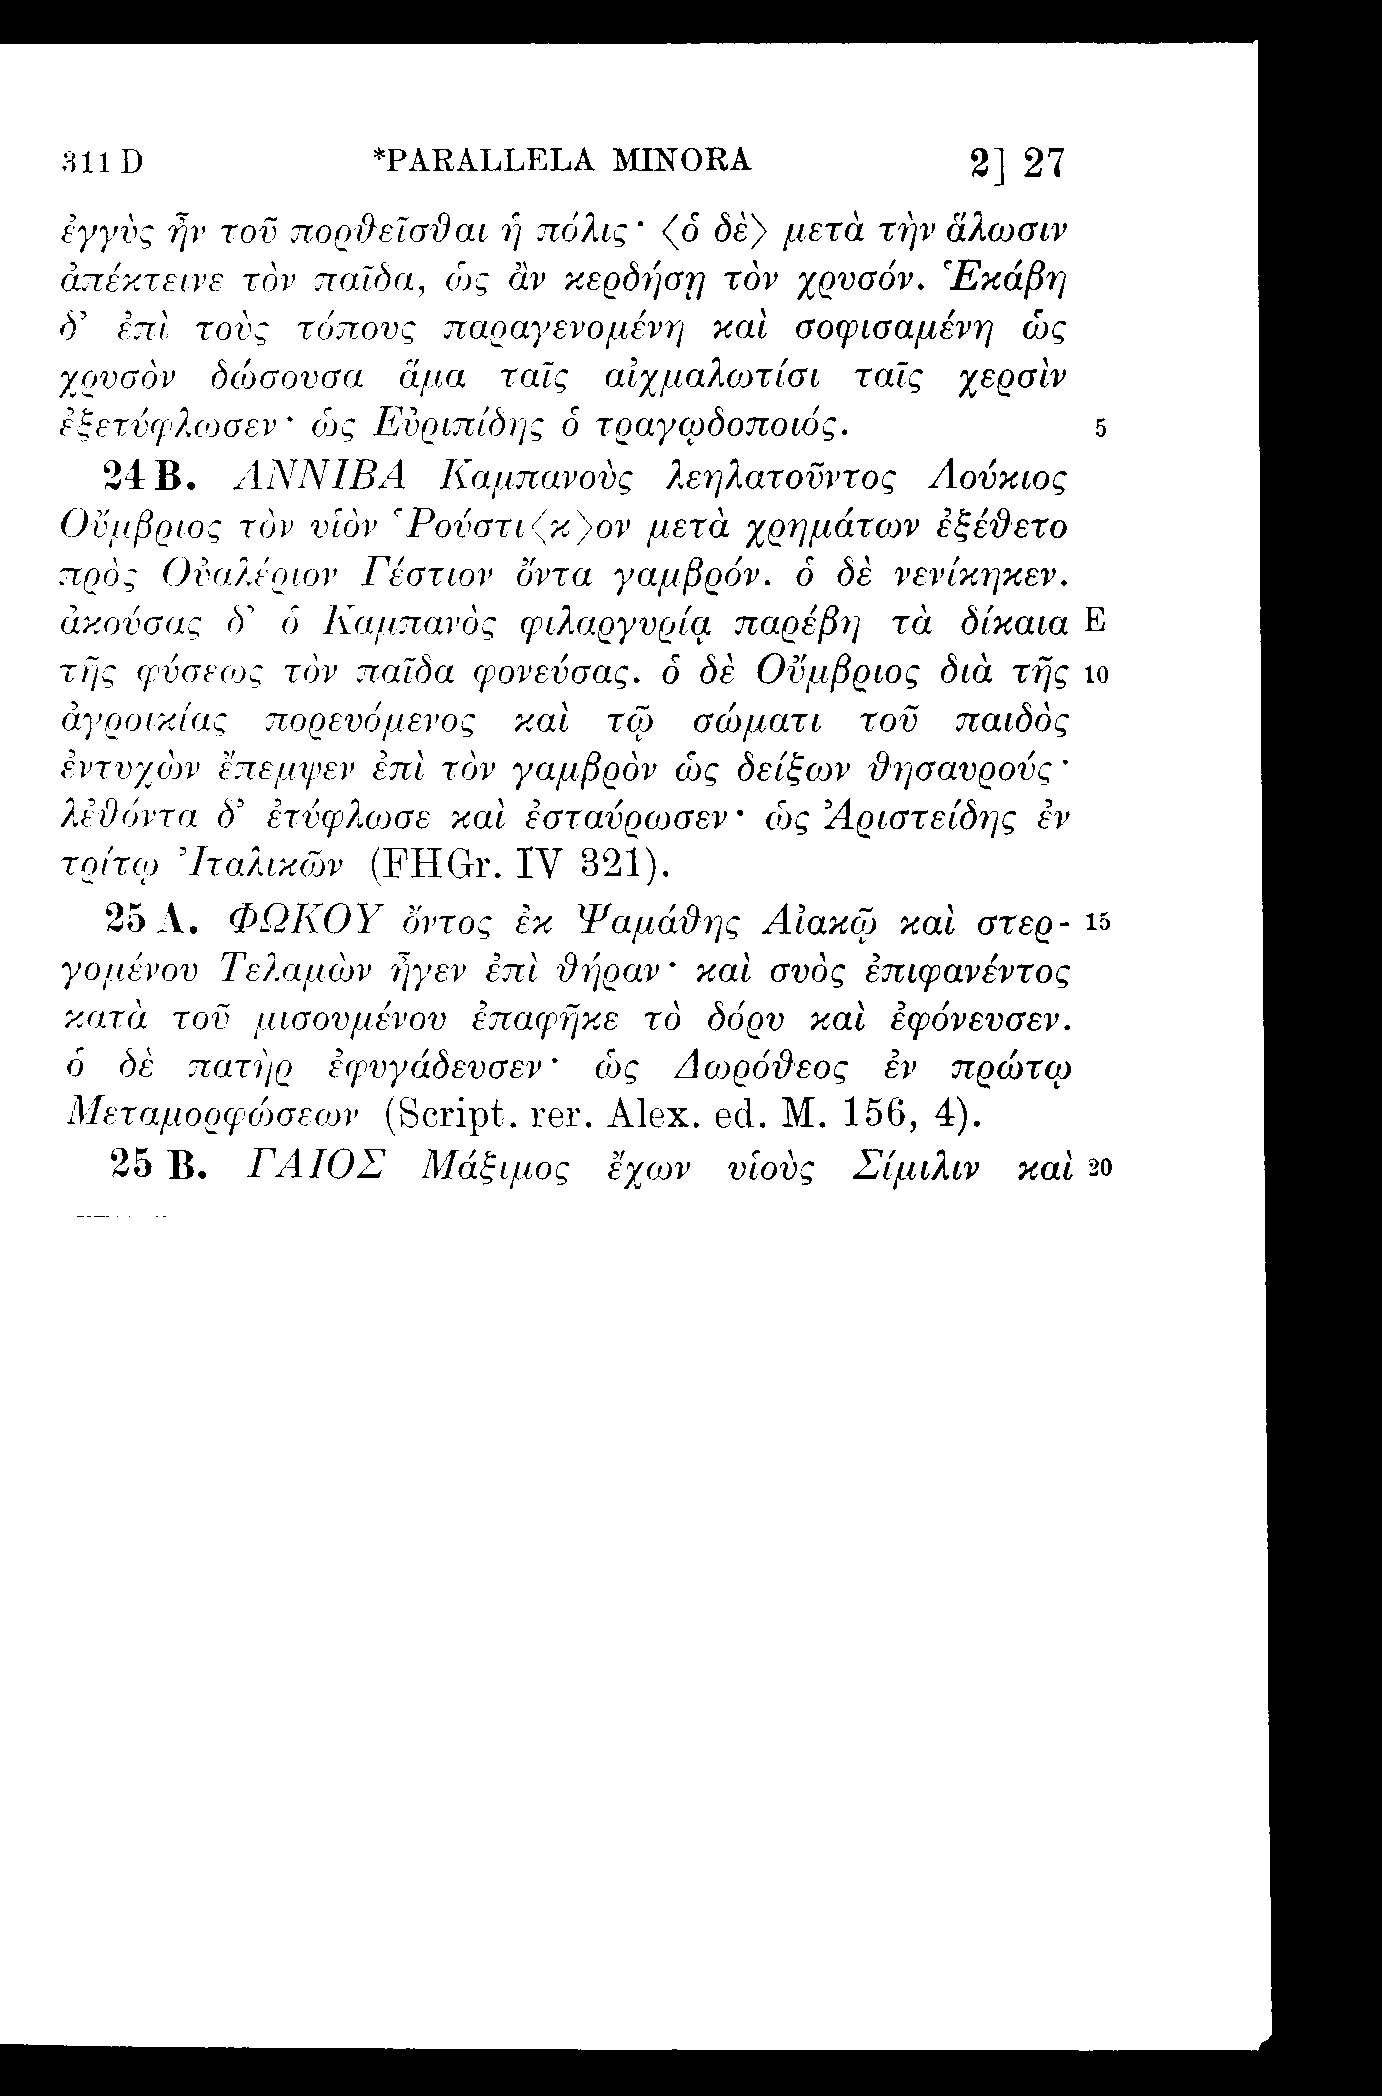 311 D *PARALLELA MINORA 2] 27
ἐγγὺς ἦν τοῦ πορθεῖσθαι ἡ πόλις· ⟨ὁ δὲ⟩ μετὰ τὴν ἅλωσιν
ἀπέκτεινε τὸν παῖδα, ὡς ἂν κερδήσῃ τὸν χρυσόν. Ἑκάβη
δ’ ἐπὶ τοὺς τόπους παραγενομένη καὶ σοφισαμένη ὡς
χρυσὸν δώσουσα ἅμα ταῖς αἰχμαλωτίσι ταῖς χερσὶν
ἐξετύφλωσεν· ὡς Εὐριπίδης ὁ τραγῳδοποιός. 5
24 B. ΑΝΝΙΒΑ Καμπανοὺς λεηλατοῦντος Λούκιος
Οὔμβριος τὸν υἱὸν Ῥούστι⟨κ⟩ον μετὰ χρημάτων ἐξέθετο
πρὸς Οὐαλέριον Γέστιον ὄντα γαμβρόν. ὁ δὲ νενίκηκεν.
ἀκούσας δ’ ὁ Καμπανὸς φιλαργυρίᾳ παρέβη τὰ δίκαια E
τῆς φύσεως τὸν παῖδα φονεύσας. ὁ δὲ Οὔμβριος διὰ τῆς 10
ἀγροικίας πορευόμενος καὶ τῷ σώματι τοῦ παιδὸς
ἐντυχὼν ἔπεμψεν ἐπὶ τὸν γαμβρὸν ὡς δείξων θησαυρούς·
λἐθόντα δ’ ἐτύφλωσε καὶ ἐσταύρωσεν· ὡς Ἀριστείδης ἐν
τρίτῳ Ἰταλικῶν (FHGr. IV 321).
25 A. ΦΩΚΟΥ ὄντος ἐκ Ψαμάθης Αἰακῷ καὶ στερ- 15
γομένου Τελαμὼν ἦγεν ἐπὶ θήραν· καὶ συὸς ἐπιφανέντος
κατὰ τοῦ μισουμένου ἐπαφῆκε τὸ δόρυ καὶ ἐφόνευσεν.
ὁ δὲ πατὴρ ἐφυγάδευσεν· ὡς Δωρόθεος ἐν πρώτῳ
Μεταμορφώσεων (Script. rer. Alex. ed. M. 156, 4).
25 B. ΓΑΙΟΣ Μάξιμος ἔχων υἱοὺς Σίμιλιν καὶ 20